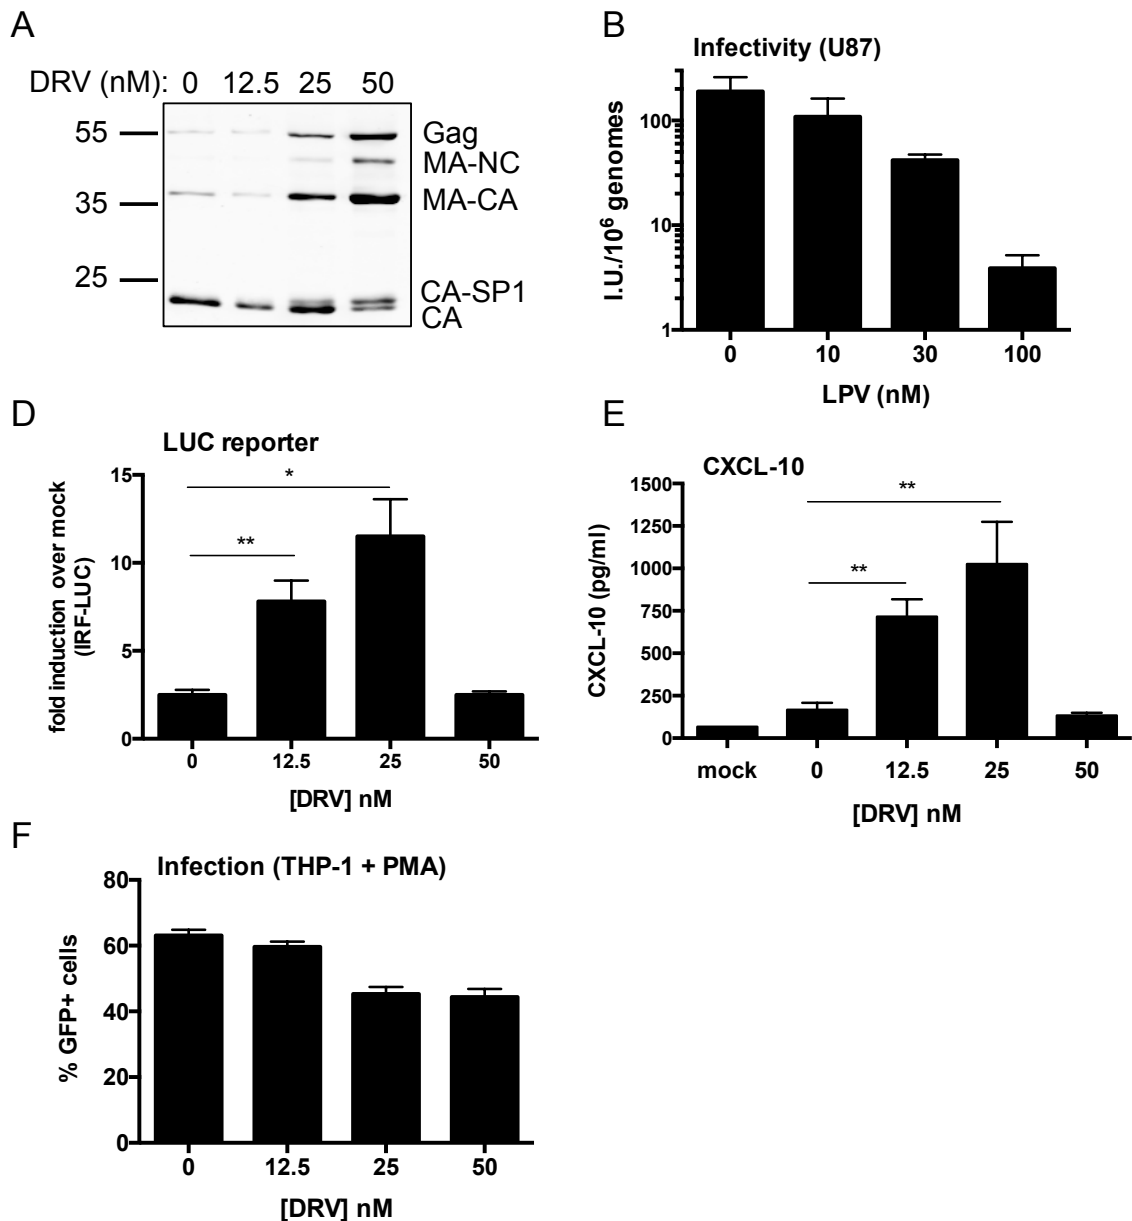 A
DRV (nM): 0 12.5 25 50
55
35
25
Gag
MA-NC
MA-CA
CA-SP1
CA
B
Infectivity (U87)
I.U./10⁶ genomes
100
10
1
0 10 30 100
LPV (nM)
D
LUC reporter
fold induction over mock
(IRF-LUC)
15
10
5
0
*
**
0 12.5 25 50
[DRV] nM
E
CXCL-10
CXCL-10 (pg/ml)
1500
1250
1000
750
500
250
0
**
**
mock 0 12.5 25 50
[DRV] nM
F
Infection (THP-1 + PMA)
% GFP+ cells
80
60
40
20
0
0 12.5 25 50
[DRV] nM